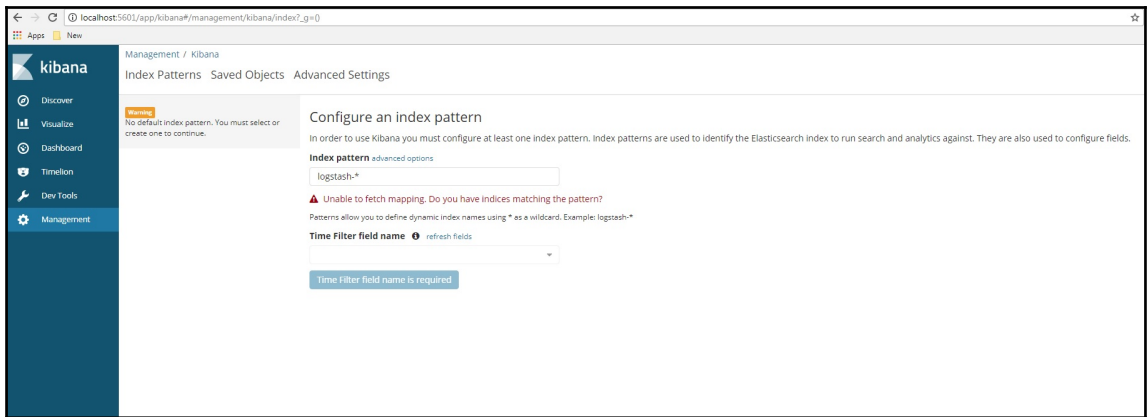 localhost:5601/app/kibana#/management/kibana/index?_g=()
Apps New
kibana
Discover
Visualize
Dashboard
Timelion
Dev Tools
Management
Management / Kibana
Index Patterns Saved Objects Advanced Settings
Warning
No default index pattern. You must select or
create one to continue.
Configure an index pattern
In order to use Kibana you must configure at least one index pattern. Index patterns are used to identify the Elasticsearch index to run search and analytics against. They are also used to configure fields.
Index pattern advanced options
logstash-*
Unable to fetch mapping. Do you have indices matching the pattern?
Patterns allow you to define dynamic index names using * as a wildcard. Example: logstash-*
Time Filter field name refresh fields
Time Filter field name is required